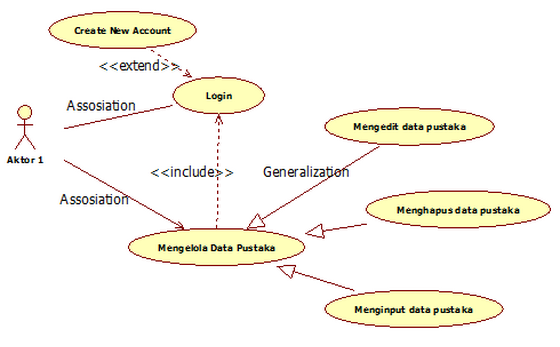 Create New Account
<<extend>>
Login
Assosiation
Aktor 1
Mengedit data pustaka
<<include>>
Generalization
Assosiation
Menghapus data pustaka
Mengelola Data Pustaka
Menginput data pustaka